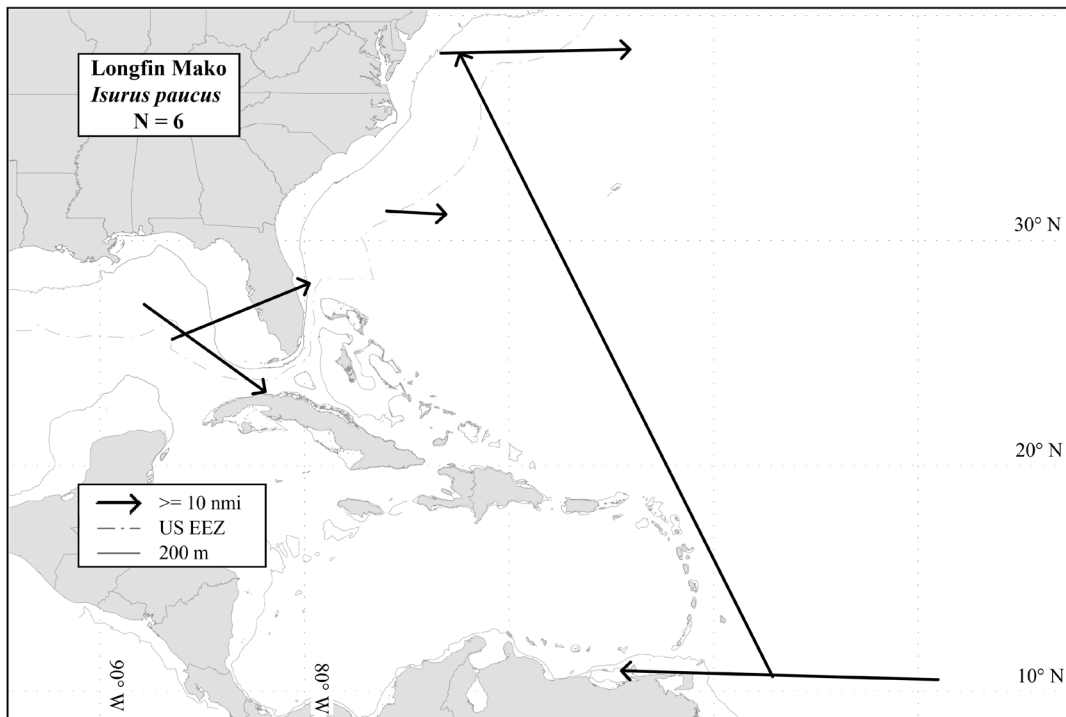 Longfin Mako
Isurus paucus
N = 6
30° N
20° N
>= 10 nmi
US EEZ
200 m
90° W
80° W
10° N